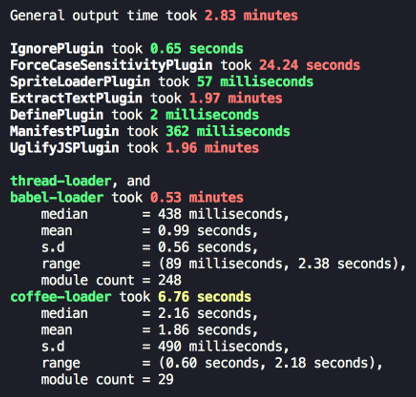 General output time took 2.83 minutes
IgnorePlugin took 0.65 seconds
ForceCaseSensitivityPlugin took 24.24 seconds
SpriteLoaderPlugin took 57 milliseconds
ExtractTextPlugin took 1.97 minutes
DefinePlugin took 2 milliseconds
ManifestPlugin took 362 milliseconds
UglifyJSPlugin took 1.96 minutes
thread-loader, and
babel-loader took 0.53 minutes
median = 438 milliseconds,
mean = 0.99 seconds,
s.d = 0.56 seconds,
range = (89 milliseconds, 2.38 seconds),
module count = 248
coffee-loader took 6.76 seconds
median = 2.16 seconds,
mean = 1.86 seconds,
s.d = 490 milliseconds,
range = (0.60 seconds, 2.18 seconds),
module count = 29